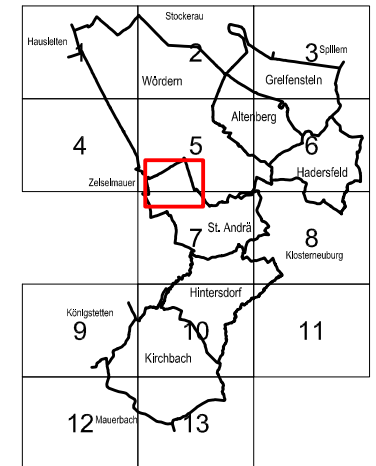 Stockerau
Hausleiten
1
2
3 Spillern
Wördern
Greifenstein
Altenberg
4
5
6
Hadersfeld
Zeiselmauer
St. Andrä
7
8
Klosterneuburg
Hintersdorf
Königstetten
9
10
11
Kirchbach
12 Mauerbach
13